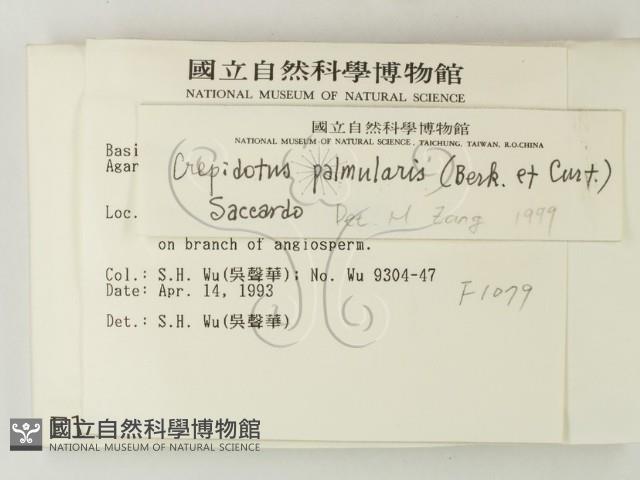 國立自然科學博物館
NATIONAL MUSEUM OF NATURAL SCIENCE
國立自然科學博物館
NATIONAL MUSEUM OF NATURAL SCIENCE, TAICHUNG, TAIWAN, R.O.CHINA
Crepidotus palmularis (Berk. et Curt.)
Saccardo Det. M Zang 1999
Basi
Agar
Loc.
on branch of angiosperm.
Col.: S.H. Wu(吳聲華); No. Wu 9304-47
Date: Apr. 14, 1993
F1079
Det.: S.H. Wu(吳聲華)
國立自然科學博物館
NATIONAL MUSEUM OF NATURAL SCIENCE